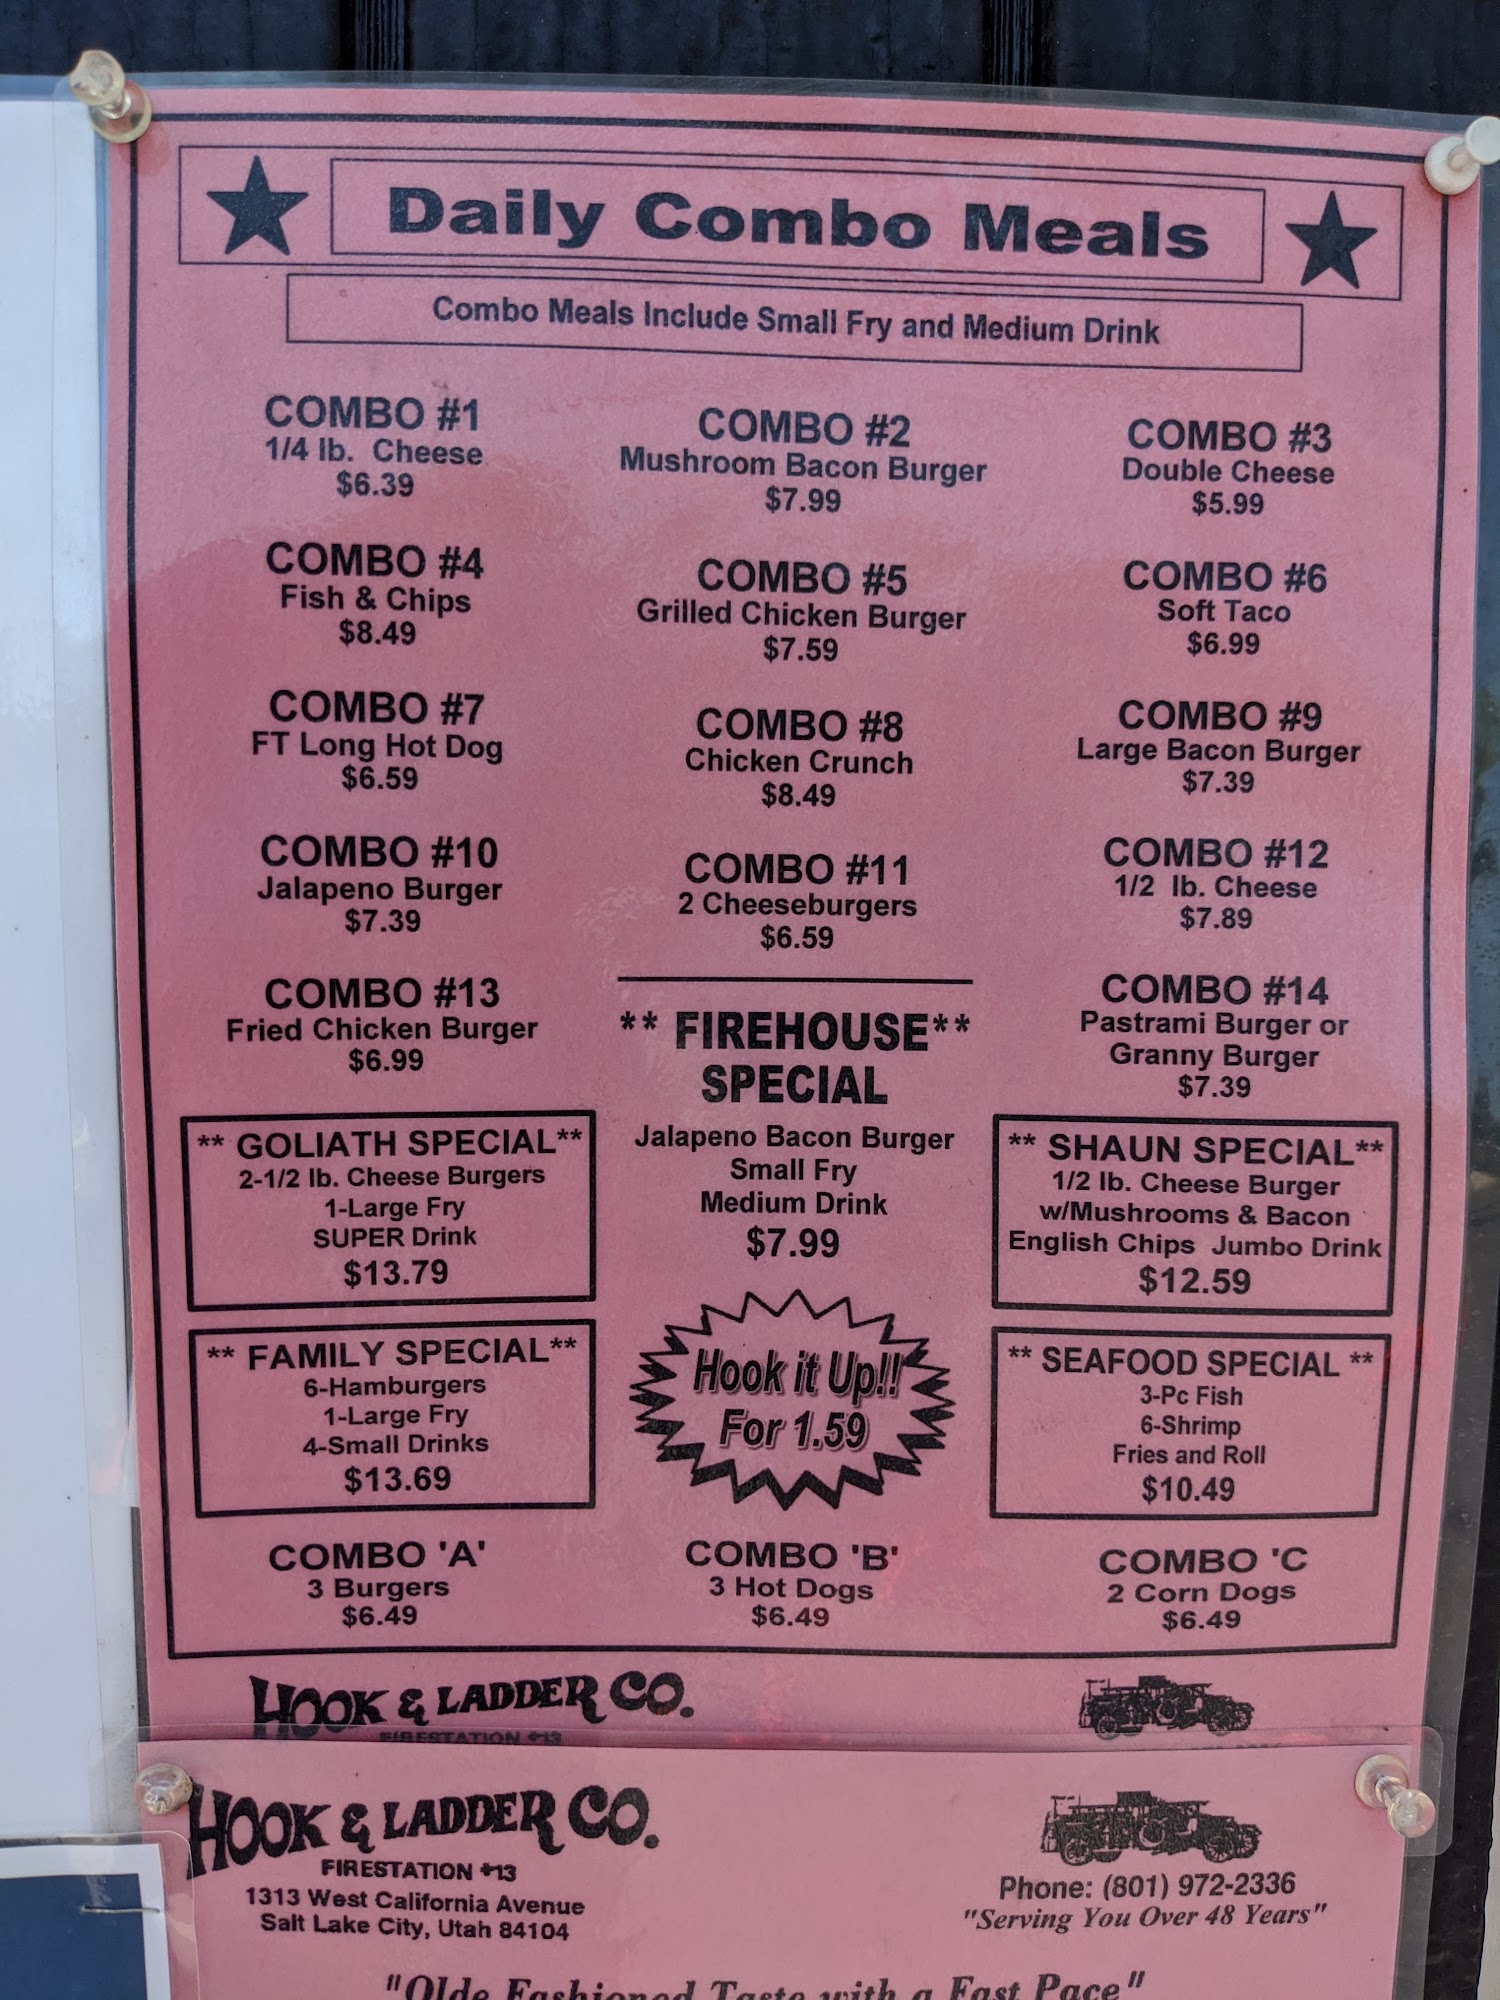 Daily Combo Meals
Combo Meals Include Small Fry and Medium Drink
COMBO #1
1/4 lb. Cheese
$6.39
COMBO #2
Mushroom Bacon Burger
$7.99
COMBO #3
Double Cheese
$5.99
COMBO #4
Fish & Chips
$8.49
COMBO #5
Grilled Chicken Burger
$7.59
COMBO #6
Soft Taco
$6.99
COMBO #7
FT Long Hot Dog
$6.59
COMBO #8
Chicken Crunch
$8.49
COMBO #9
Large Bacon Burger
$7.39
COMBO #10
Jalapeno Burger
$7.39
COMBO #11
2 Cheeseburgers
$6.59
COMBO #12
1/2 lb. Cheese
$7.89
COMBO #13
Fried Chicken Burger
$6.99
** FIREHOUSE**
SPECIAL
Jalapeno Bacon Burger
Small Fry
Medium Drink
$7.99
COMBO #14
Pastrami Burger or
Granny Burger
$7.39
** GOLIATH SPECIAL**
2-1/2 lb. Cheese Burgers
1-Large Fry
SUPER Drink
$13.79
** SHAUN SPECIAL**
1/2 lb. Cheese Burger
w/Mushrooms & Bacon
English Chips Jumbo Drink
$12.59
** FAMILY SPECIAL**
6-Hamburgers
1-Large Fry
4-Small Drinks
$13.69
Hook it Up!!
For 1.59
** SEAFOOD SPECIAL **
3-Pc Fish
6-Shrimp
Fries and Roll
$10.49
COMBO 'A'
3 Burgers
$6.49
COMBO 'B'
3 Hot Dogs
$6.49
COMBO 'C
2 Corn Dogs
$6.49
HOOK & LADDER CO.
FIRESTATION #13
HOOK & LADDER CO.
FIRESTATION #13
1313 West California Avenue
Salt Lake City, Utah 84104
Phone: (801) 972-2336
"Serving You Over 48 Years"
"Olde Fashioned Taste with a Fast Pace"